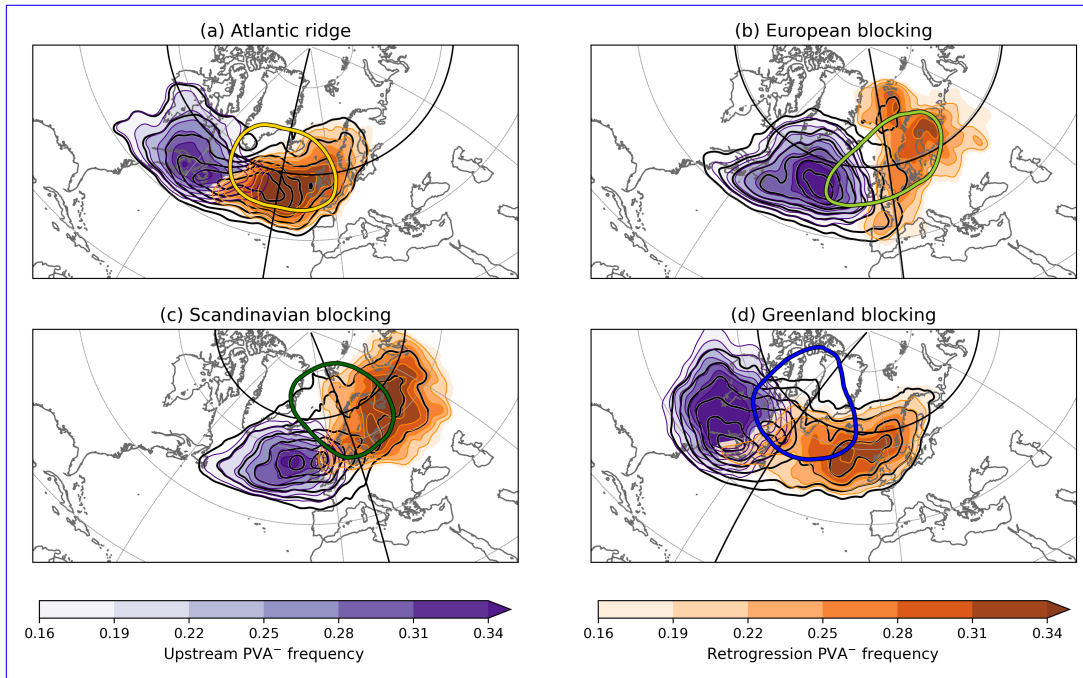 (a) Atlantic ridge
(b) European blocking
(c) Scandinavian blocking
(d) Greenland blocking
0.16 0.19 0.22 0.25 0.28 0.31 0.34
Upstream PVA⁻ frequency
0.16 0.19 0.22 0.25 0.28 0.31 0.34
Retrogression PVA⁻ frequency